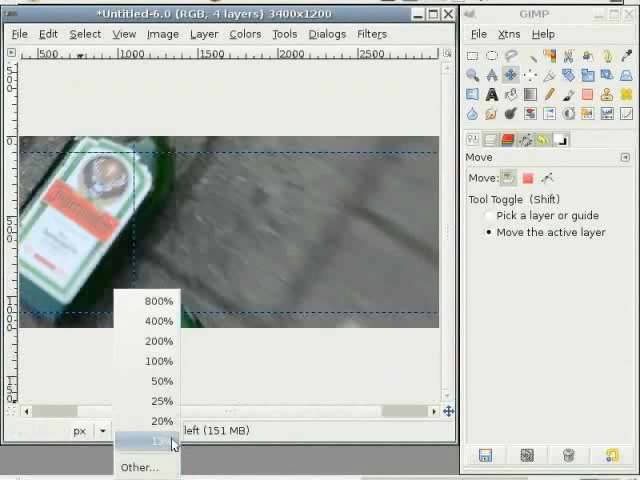 *Untitled-6.0 (RGB, 4 layers) 3400x1200
File Edit Select View Image Layer Colors Tools Dialogs Filters
500 1000 1500 2000 2500
800%
400%
200%
100%
50%
25%
20%
13%
Other...
px
left (151 MB)
GIMP
File Xtns Help
Move
Move:
Tool Toggle (Shift)
Pick a layer or guide
Move the active layer